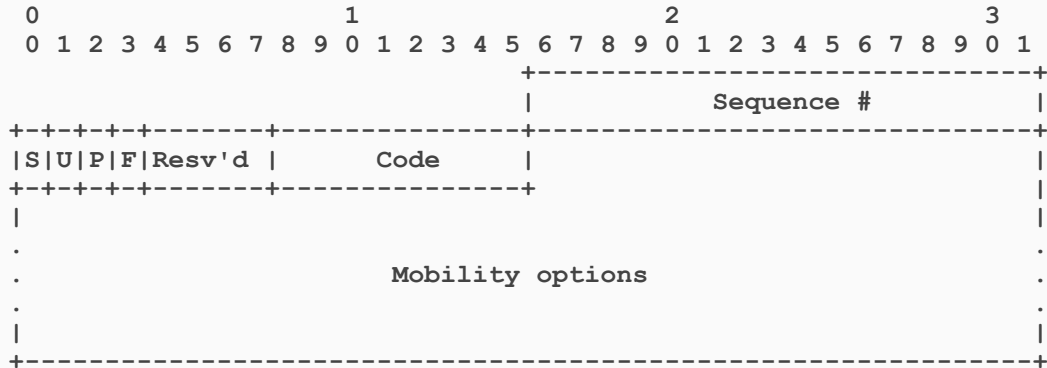 0                   1                   2                   3
 0 1 2 3 4 5 6 7 8 9 0 1 2 3 4 5 6 7 8 9 0 1 2 3 4 5 6 7 8 9 0 1
                                +-------------------------------+
                                |          Sequence #           |
+-+-+-+-+-------+---------------+-------------------------------+
|S|U|P|F|Resv'd |      Code     |                               |
+-+-+-+-+-------+---------------+                               |
|                                                               |
.                                                               .
.                       Mobility options                        .
.                                                               .
|                                                               |
+---------------------------------------------------------------+